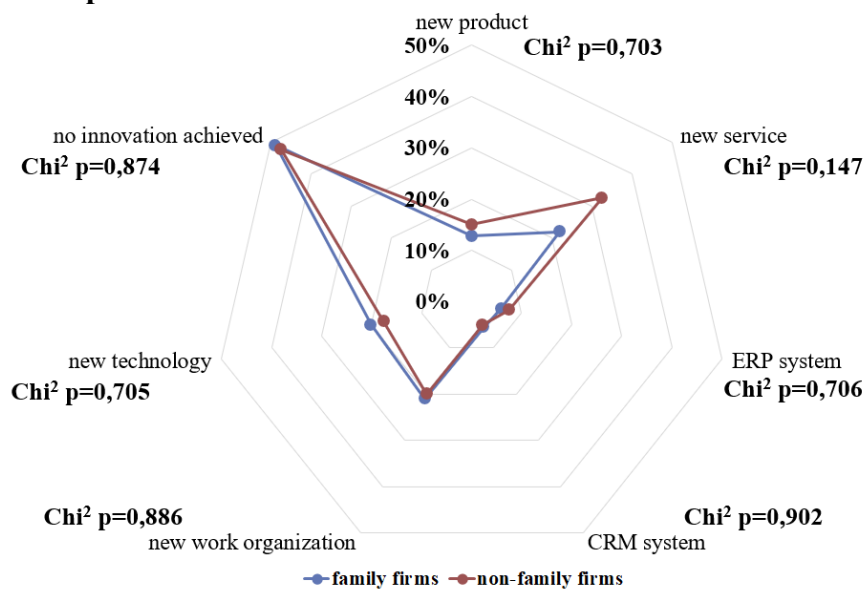 new product
50%
Chi² p=0,703
40%
no innovation achieved
new service
Chi² p=0,874
30%
Chi² p=0,147
20%
10%
0%
new technology
ERP system
Chi² p=0,705
Chi² p=0,706
Chi² p=0,886
Chi² p=0,902
new work organization
CRM system
family firms
non-family firms